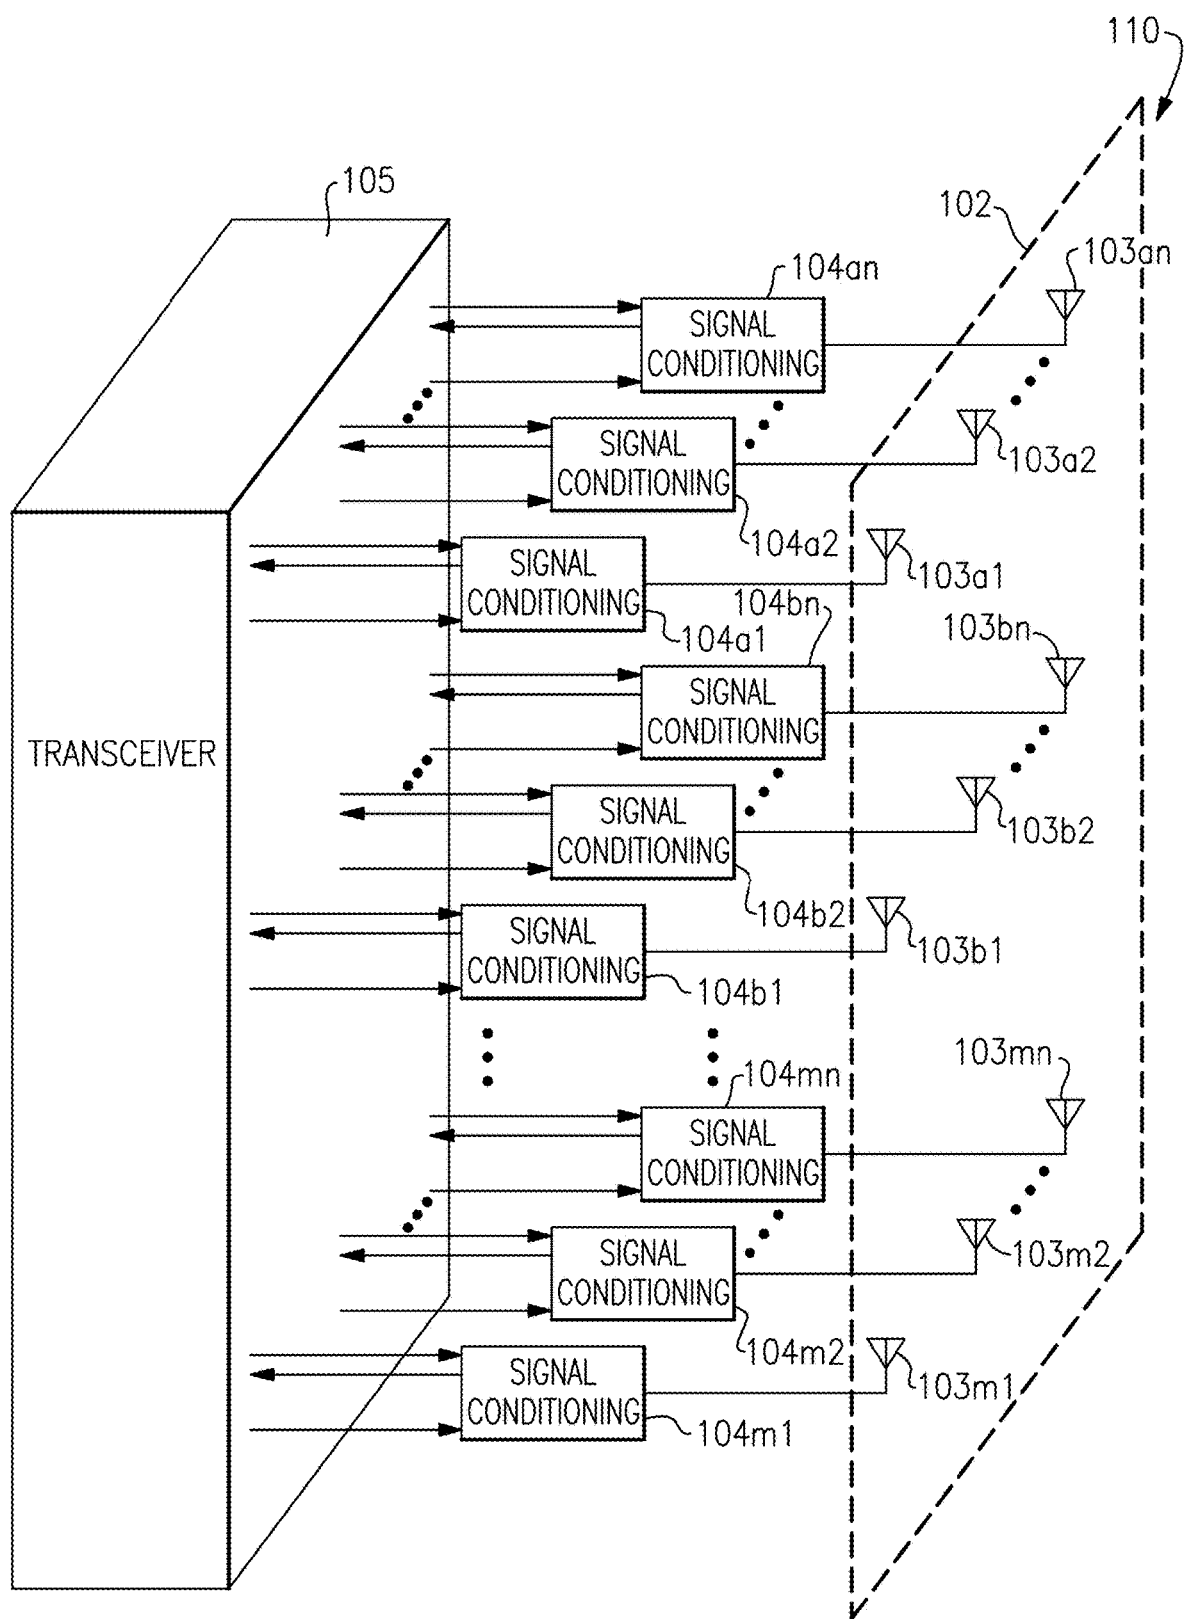 110
105
102
103an
104an
SIGNAL
CONDITIONING
103a2
SIGNAL
CONDITIONING
104a2
103a1
SIGNAL
CONDITIONING
104a1
104bn
103bn
SIGNAL
CONDITIONING
TRANSCEIVER
103b2
SIGNAL
CONDITIONING
104b2
103b1
SIGNAL
CONDITIONING
104b1
103mn
104mn
SIGNAL
CONDITIONING
103m2
SIGNAL
CONDITIONING
104m2
103m1
SIGNAL
CONDITIONING
104m1